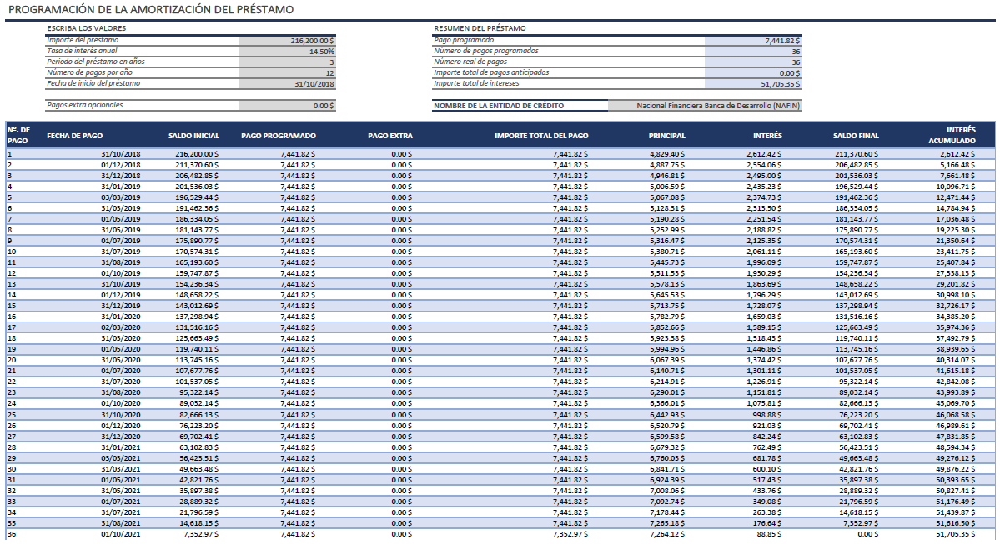 PROGRAMACIÓN DE LA AMORTIZACIÓN DEL PRÉSTAMO
ESCRIBA LOS VALORES RESUMEN DEL PRÉSTAMO
Importe del préstamo 216,200.00 $ Pago programado 7,441.82 $
Tasa de interés anual 14.50% Número de pagos programados 36
Periodo del préstamo en años 3 Número real de pagos 36
Número de pagos por año 12 Importe total de pagos anticipados 0.00 $
Fecha de inicio del préstamo 31/10/2018 Importe total de intereses 51,705.35 $
Pagos extra opcionales 0.00 $ NOMBRE DE LA ENTIDAD DE CRÉDITO Nacional Financiera Banca de Desarrollo (NAFIN)
Nº. DE PAGO FECHA DE PAGO SALDO INICIAL PAGO PROGRAMADO PAGO EXTRA IMPORTE TOTAL DEL PAGO PRINCIPAL INTERÉS SALDO FINAL INTERÉS ACUMULADO
1 31/10/2018 216,200.00 $ 7,441.82 $ 0.00 $ 7,441.82 $ 4,829.40 $ 2,612.42 $ 211,370.60 $ 2,612.42 $
2 01/12/2018 211,370.60 $ 7,441.82 $ 0.00 $ 7,441.82 $ 4,887.75 $ 2,554.06 $ 206,482.85 $ 5,166.48 $
3 31/12/2018 206,482.85 $ 7,441.82 $ 0.00 $ 7,441.82 $ 4,946.81 $ 2,495.00 $ 201,536.03 $ 7,661.48 $
4 31/01/2019 201,536.03 $ 7,441.82 $ 0.00 $ 7,441.82 $ 5,006.59 $ 2,435.23 $ 196,529.44 $ 10,096.71 $
5 03/03/2019 196,529.44 $ 7,441.82 $ 0.00 $ 7,441.82 $ 5,067.08 $ 2,374.73 $ 191,462.36 $ 12,471.44 $
6 31/03/2019 191,462.36 $ 7,441.82 $ 0.00 $ 7,441.82 $ 5,128.31 $ 2,313.50 $ 186,334.05 $ 14,784.94 $
7 01/05/2019 186,334.05 $ 7,441.82 $ 0.00 $ 7,441.82 $ 5,190.28 $ 2,251.54 $ 181,143.77 $ 17,036.48 $
8 31/05/2019 181,143.77 $ 7,441.82 $ 0.00 $ 7,441.82 $ 5,252.99 $ 2,188.82 $ 175,890.77 $ 19,225.30 $
9 01/07/2019 175,890.77 $ 7,441.82 $ 0.00 $ 7,441.82 $ 5,316.47 $ 2,125.35 $ 170,574.31 $ 21,350.64 $
10 31/07/2019 170,574.31 $ 7,441.82 $ 0.00 $ 7,441.82 $ 5,380.71 $ 2,061.11 $ 165,193.60 $ 23,411.75 $
11 31/08/2019 165,193.60 $ 7,441.82 $ 0.00 $ 7,441.82 $ 5,445.73 $ 1,996.09 $ 159,747.87 $ 25,407.84 $
12 01/10/2019 159,747.87 $ 7,441.82 $ 0.00 $ 7,441.82 $ 5,511.53 $ 1,930.29 $ 154,236.34 $ 27,338.13 $
13 31/10/2019 154,236.34 $ 7,441.82 $ 0.00 $ 7,441.82 $ 5,578.13 $ 1,863.69 $ 148,658.22 $ 29,201.82 $
14 01/12/2019 148,658.22 $ 7,441.82 $ 0.00 $ 7,441.82 $ 5,645.53 $ 1,796.29 $ 143,012.69 $ 30,998.10 $
15 31/12/2019 143,012.69 $ 7,441.82 $ 0.00 $ 7,441.82 $ 5,713.75 $ 1,728.07 $ 137,298.94 $ 32,726.17 $
16 31/01/2020 137,298.94 $ 7,441.82 $ 0.00 $ 7,441.82 $ 5,782.79 $ 1,659.03 $ 131,516.16 $ 34,385.20 $
17 02/03/2020 131,516.16 $ 7,441.82 $ 0.00 $ 7,441.82 $ 5,852.66 $ 1,589.15 $ 125,663.49 $ 35,974.36 $
18 31/03/2020 125,663.49 $ 7,441.82 $ 0.00 $ 7,441.82 $ 5,923.38 $ 1,518.43 $ 119,740.11 $ 37,492.79 $
19 01/05/2020 119,740.11 $ 7,441.82 $ 0.00 $ 7,441.82 $ 5,994.96 $ 1,446.86 $ 113,745.16 $ 38,939.65 $
20 31/05/2020 113,745.16 $ 7,441.82 $ 0.00 $ 7,441.82 $ 6,067.39 $ 1,374.42 $ 107,677.76 $ 40,314.07 $
21 01/07/2020 107,677.76 $ 7,441.82 $ 0.00 $ 7,441.82 $ 6,140.71 $ 1,301.11 $ 101,537.05 $ 41,615.18 $
22 31/07/2020 101,537.05 $ 7,441.82 $ 0.00 $ 7,441.82 $ 6,214.91 $ 1,226.91 $ 95,322.14 $ 42,842.08 $
23 31/08/2020 95,322.14 $ 7,441.82 $ 0.00 $ 7,441.82 $ 6,290.01 $ 1,151.81 $ 89,032.14 $ 43,993.89 $
24 01/10/2020 89,032.14 $ 7,441.82 $ 0.00 $ 7,441.82 $ 6,366.01 $ 1,075.81 $ 82,666.13 $ 45,069.70 $
25 31/10/2020 82,666.13 $ 7,441.82 $ 0.00 $ 7,441.82 $ 6,442.93 $ 998.88 $ 76,223.20 $ 46,068.58 $
26 01/12/2020 76,223.20 $ 7,441.82 $ 0.00 $ 7,441.82 $ 6,520.79 $ 921.03 $ 69,702.41 $ 46,989.61 $
27 31/12/2020 69,702.41 $ 7,441.82 $ 0.00 $ 7,441.82 $ 6,599.58 $ 842.24 $ 63,102.83 $ 47,831.85 $
28 31/01/2021 63,102.83 $ 7,441.82 $ 0.00 $ 7,441.82 $ 6,679.32 $ 762.49 $ 56,423.51 $ 48,594.34 $
29 03/03/2021 56,423.51 $ 7,441.82 $ 0.00 $ 7,441.82 $ 6,760.03 $ 681.78 $ 49,663.48 $ 49,276.12 $
30 31/03/2021 49,663.48 $ 7,441.82 $ 0.00 $ 7,441.82 $ 6,841.71 $ 600.10 $ 42,821.76 $ 49,876.22 $
31 01/05/2021 42,821.76 $ 7,441.82 $ 0.00 $ 7,441.82 $ 6,924.39 $ 517.43 $ 35,897.38 $ 50,393.65 $
32 31/05/2021 35,897.38 $ 7,441.82 $ 0.00 $ 7,441.82 $ 7,008.06 $ 433.76 $ 28,889.32 $ 50,827.41 $
33 01/07/2021 28,889.32 $ 7,441.82 $ 0.00 $ 7,441.82 $ 7,092.74 $ 349.08 $ 21,796.59 $ 51,176.49 $
34 31/07/2021 21,796.59 $ 7,441.82 $ 0.00 $ 7,441.82 $ 7,178.44 $ 263.38 $ 14,618.15 $ 51,439.87 $
35 31/08/2021 14,618.15 $ 7,441.82 $ 0.00 $ 7,441.82 $ 7,265.18 $ 176.64 $ 7,352.97 $ 51,616.50 $
36 01/10/2021 7,352.97 $ 7,441.82 $ 0.00 $ 7,352.97 $ 7,264.12 $ 88.85 $ 0.00 $ 51,705.35 $